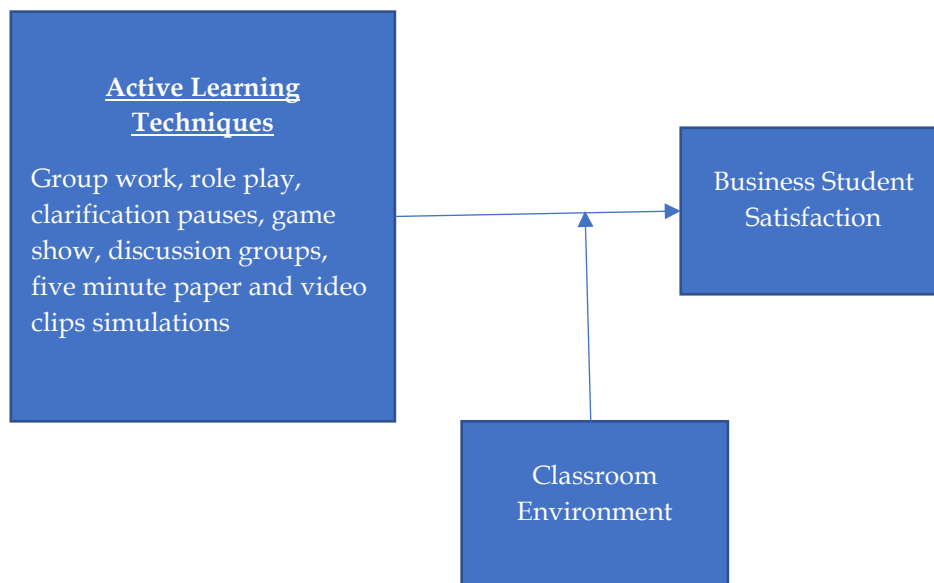 Active Learning
Techniques
Group work, role play,
clarification pauses, game
show, discussion groups,
five minute paper and video
clips simulations
Business Student
Satisfaction
Classroom
Environment